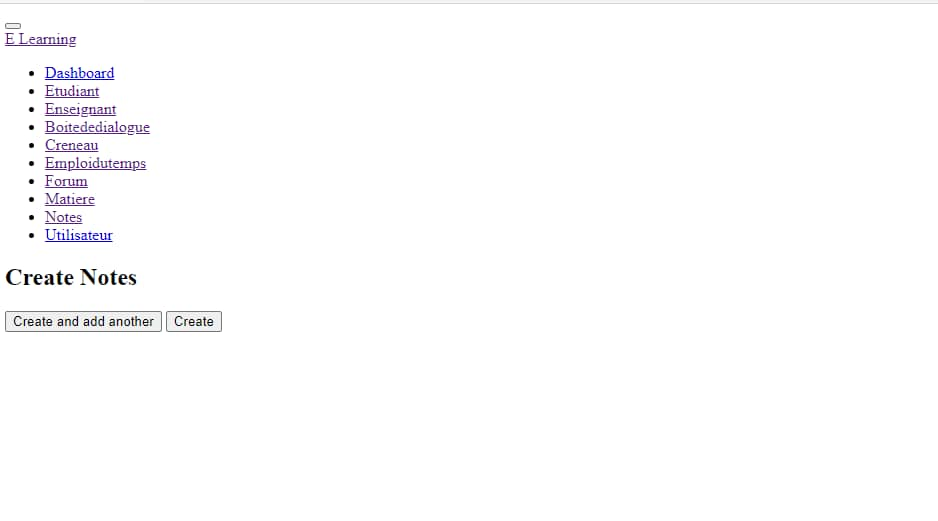 E Learning
Dashboard
Etudiant
Enseignant
Boitededialogue
Creneau
Emploidutemps
Forum
Matiere
Notes
Utilisateur
Create Notes
Create and add another Create